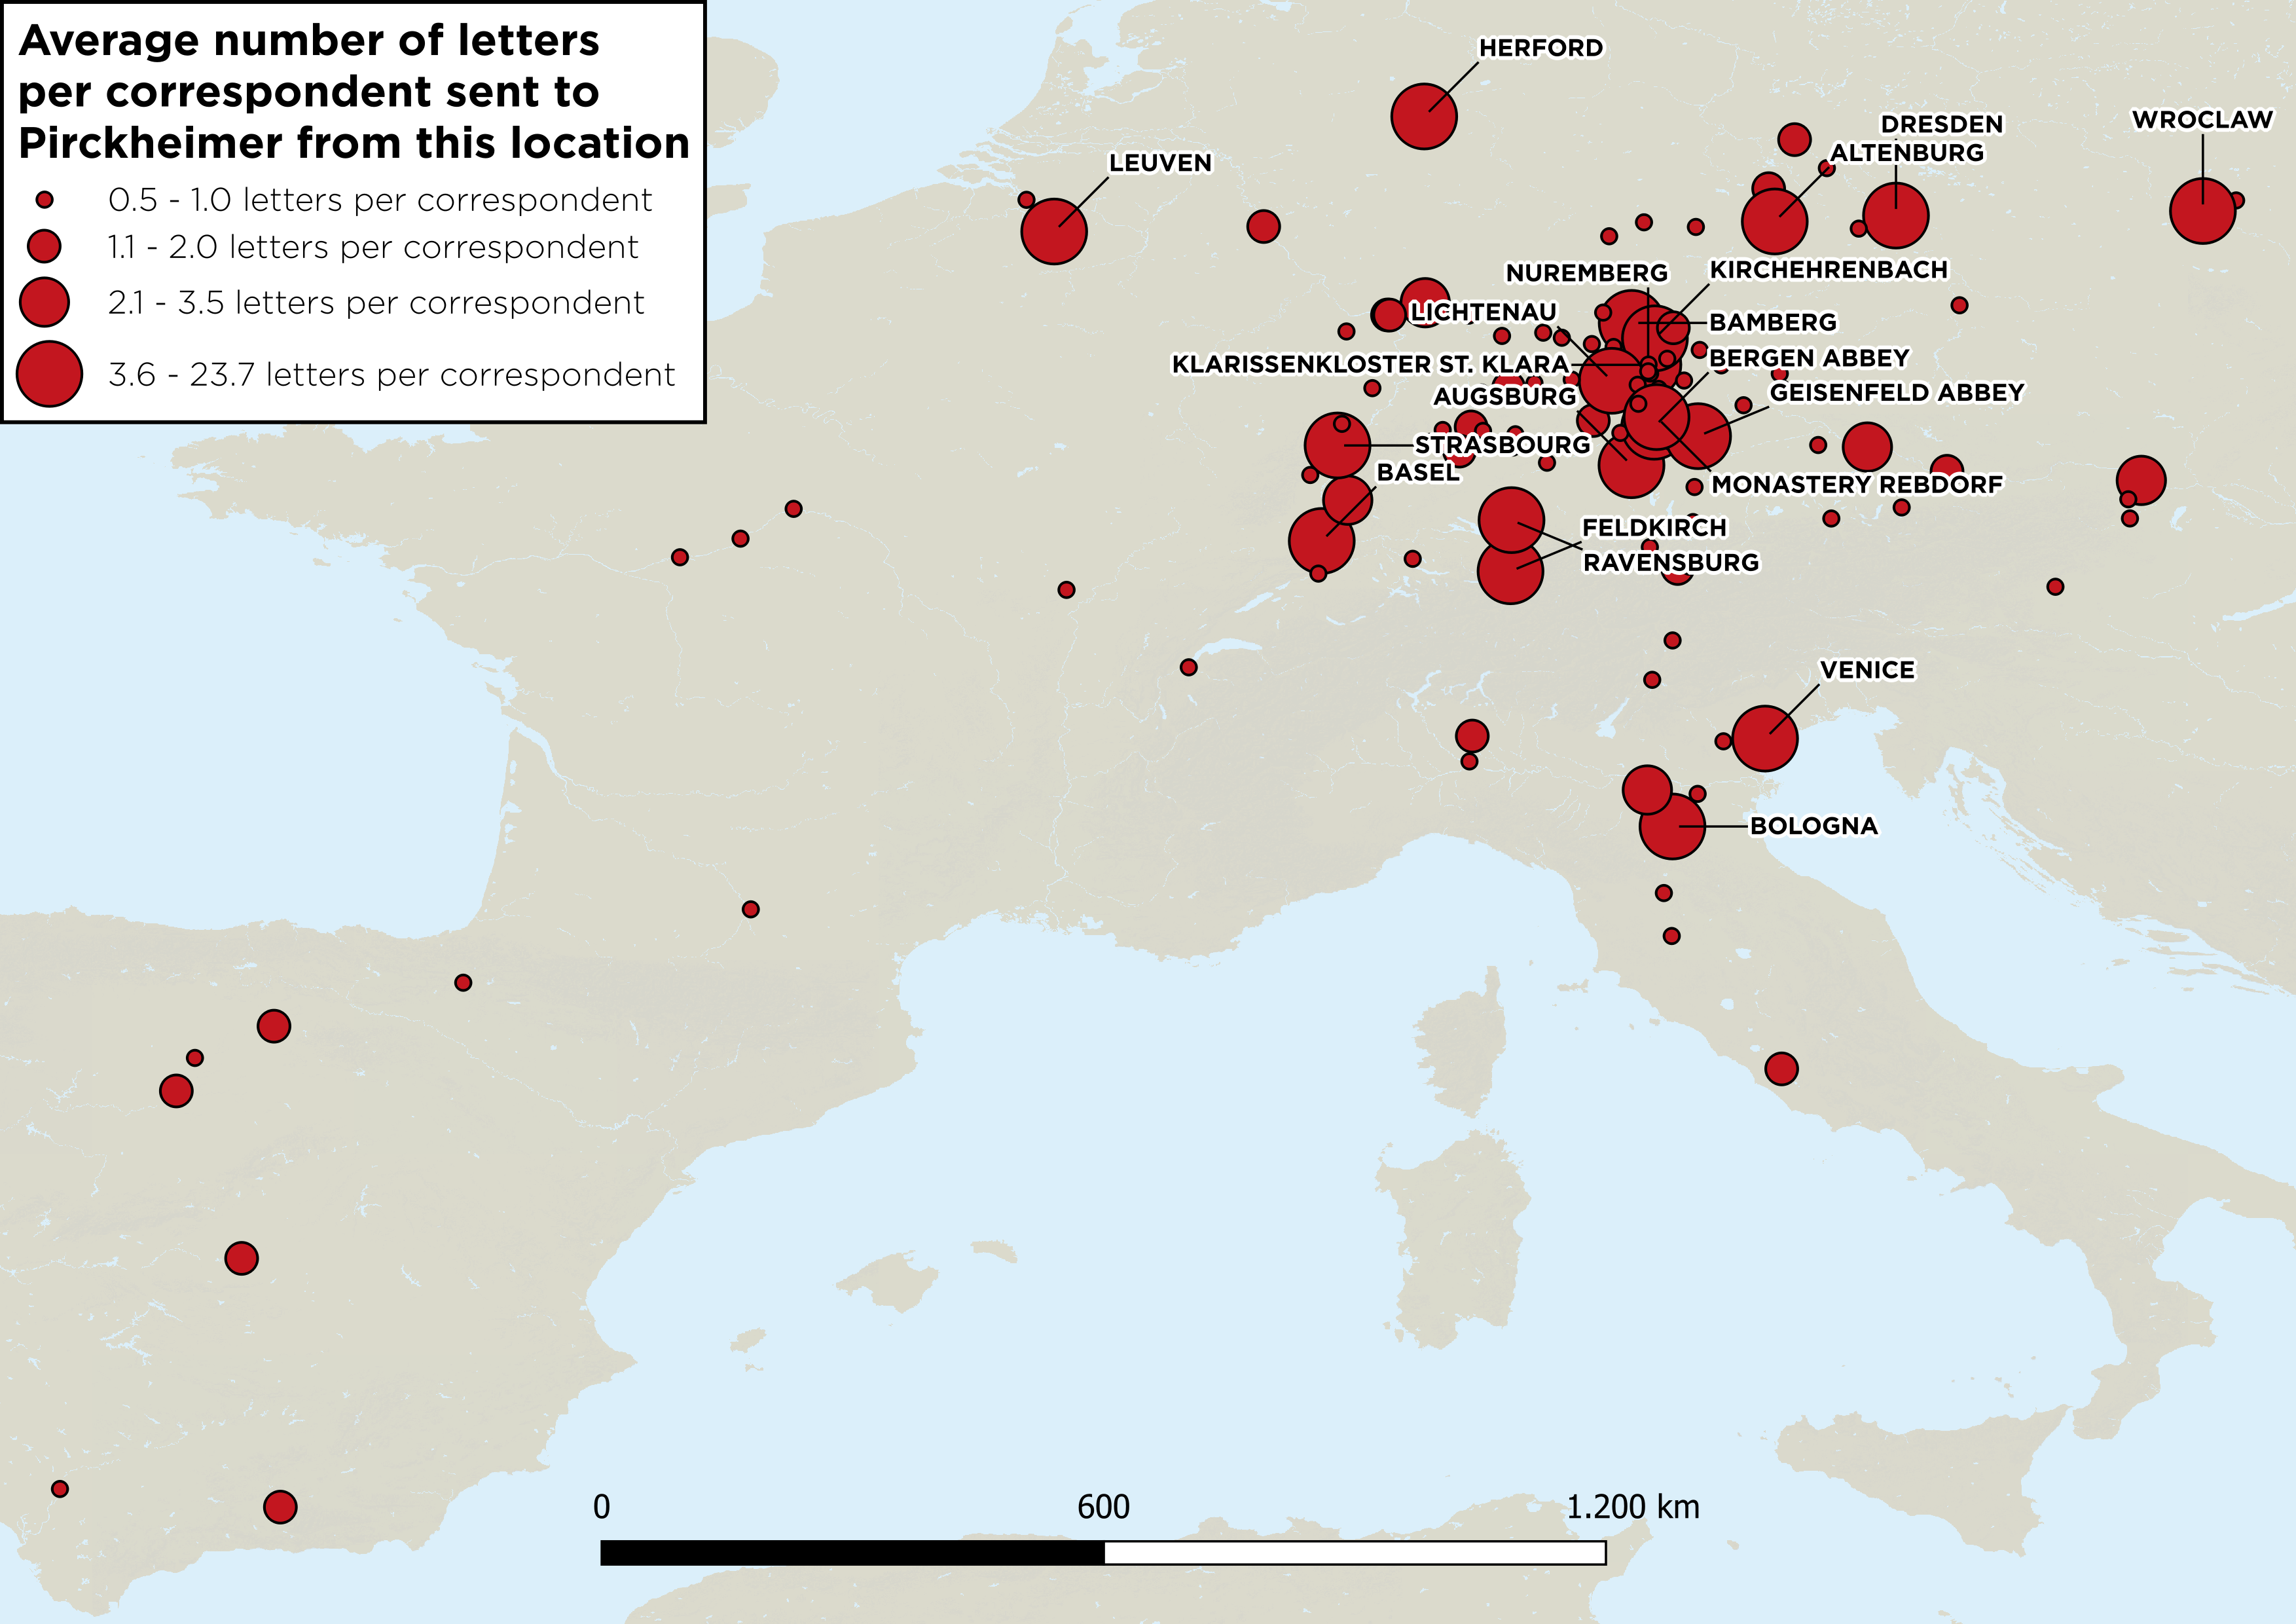 Average number of letters
per correspondent sent to
Pirckheimer from this location
0.5 - 1.0 letters per correspondent
1.1 - 2.0 letters per correspondent
2.1 - 3.5 letters per correspondent
3.6 - 23.7 letters per correspondent
HERFORD
LEUVEN
DRESDEN
ALTENBURG
WROCLAW
NUREMBERG
KIRCHEHRENBACH
LICHTENAU
BAMBERG
KLARISSENKLOSTER ST. KLARA
BERGEN ABBEY
AUGSBURG
GEISENFELD ABBEY
STRASBOURG
BASEL
MONASTERY REBDORF
FELDKIRCH
RAVENSBURG
VENICE
BOLOGNA
0 600 1.200 km